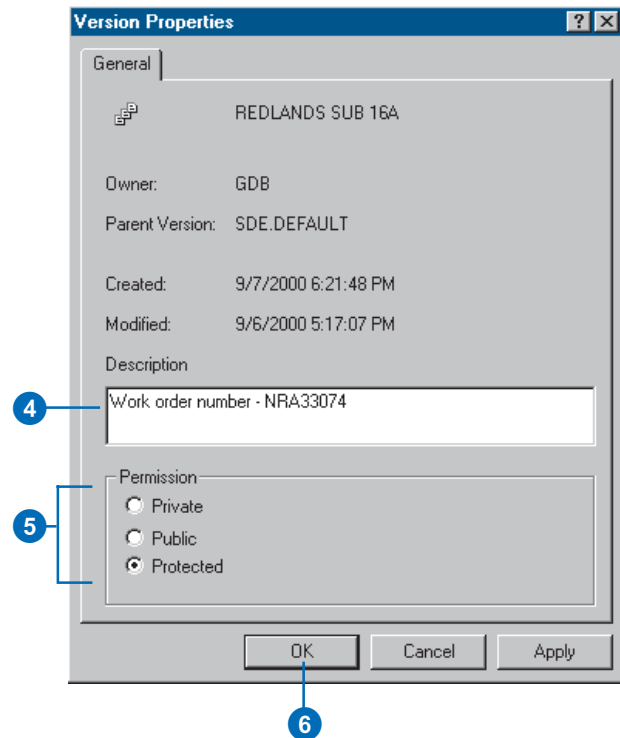 Version Properties
General
REDLANDS SUB 16A
Owner: GDB
Parent Version: SDE.DEFAULT
Created: 9/7/2000 6:21:48 PM
Modified: 9/6/2000 5:17:07 PM
Description
4
Work order number - NRA33074
Permission
5
Private
Public
Protected
OK Cancel Apply
6